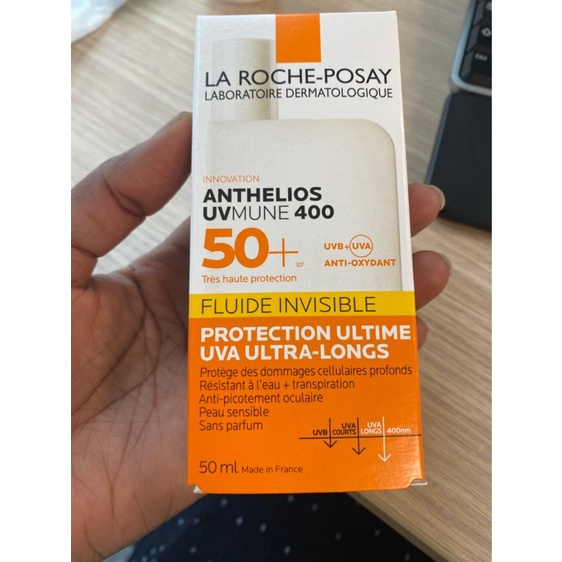 LA ROCHE-POSAY
LABORATOIRE DERMATOLOGIQUE
INNOVATION
ANTHELIOS
UVMUNE 400
50+
spf
UVB+UVA
ANTI-OXYDANT
Très haute protection
FLUIDE INVISIBLE
PROTECTION ULTIME
UVA ULTRA-LONGS
Protège des dommages cellulaires profonds
Résistant à l'eau + transpiration
Anti-picotement oculaire
Peau sensible
Sans parfum
UVB
UVA
COURTS
UVA
LONGS
400nm
50 ml Made in France
Ctrl